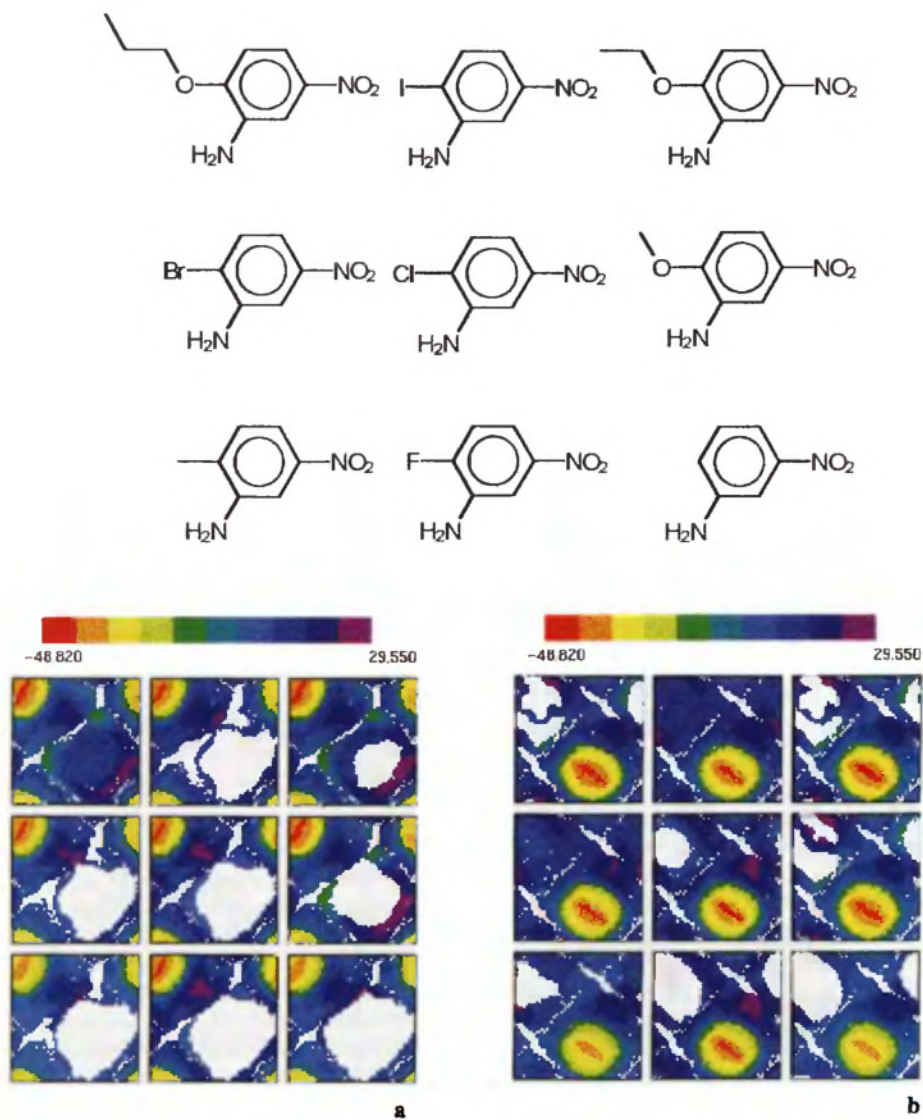 O NO₂ I NO₂ O NO₂
H₂N H₂N H₂N
Br NO₂ Cl NO₂ O NO₂
H₂N H₂N H₂N
NO₂ F NO₂ NO₂
H₂N H₂N H₂N
-48.820 29.550 -48.820 29.550
a b